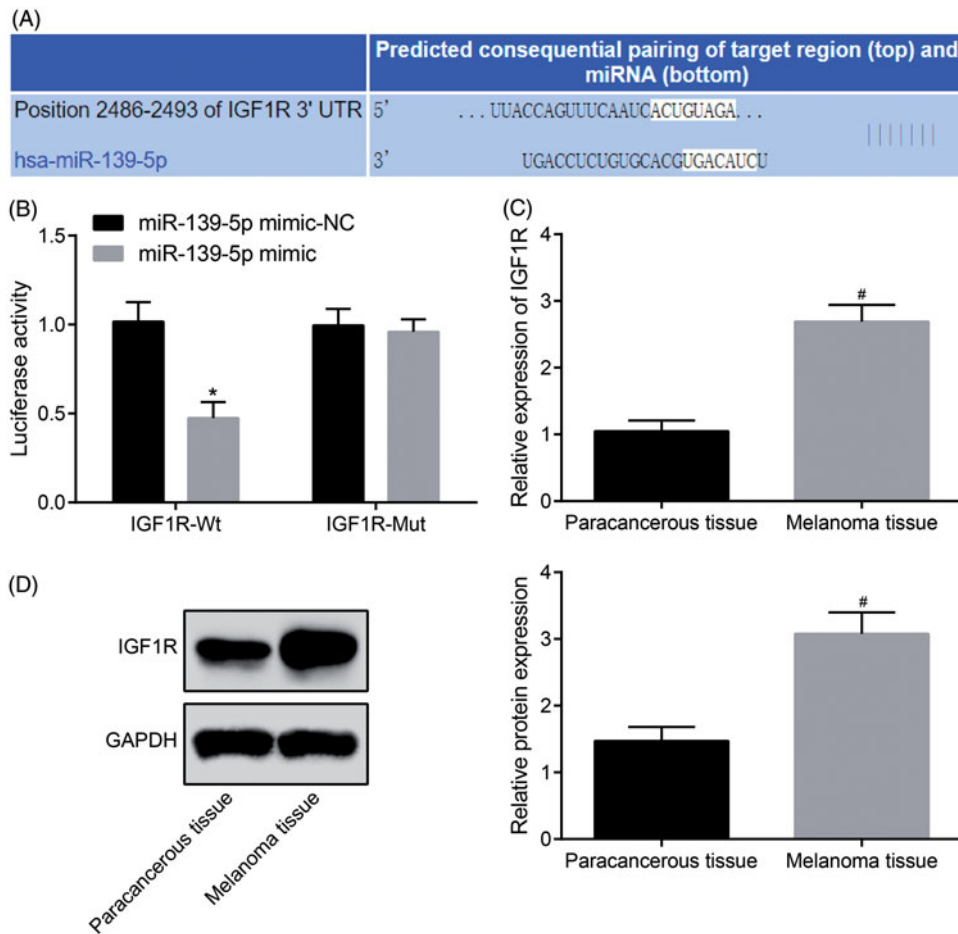 (A)
Predicted consequential pairing of target region (top) and
miRNA (bottom)
Position 2486-2493 of IGF1R 3' UTR 5' ...UUACCAGUUUCAAUCACUGUAGA...
hsa-miR-139-5p 3' UGACCUCUGUGCACGUGACAUCU
(B)
miR-139-5p mimic-NC
miR-139-5p mimic
Luciferase activity
1.5
1.0
0.5
0.0
*
IGF1R-Wt
IGF1R-Mut
(C)
Relative expression of IGF1R
4
3
2
1
0
#
Paracancerous tissue
Melanoma tissue
(D)
IGF1R
GAPDH
Paracancerous tissue
Melanoma tissue
Relative protein expression
4
3
2
1
0
#
Paracancerous tissue
Melanoma tissue